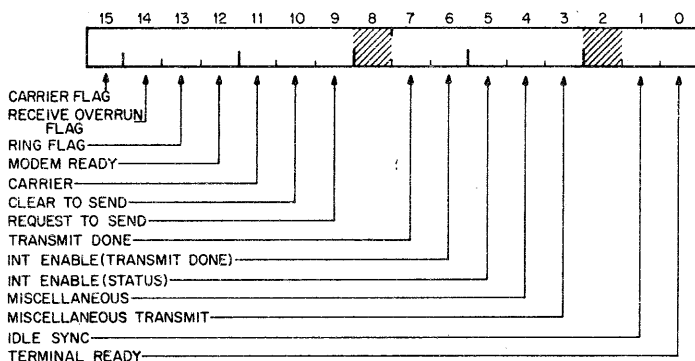 15 14 13 12 11 10 9 8 7 6 5 4 3 2 1 0
CARRIER FLAG
RECEIVE OVERRUN
FLAG
RING FLAG
MODEM READY
CARRIER
CLEAR TO SEND
REQUEST TO SEND
TRANSMIT DONE
INT ENABLE(TRANSMIT DONE)
INT ENABLE(STATUS)
MISCELLANEOUS
MISCELLANEOUS TRANSMIT
IDLE SYNC
TERMINAL READY